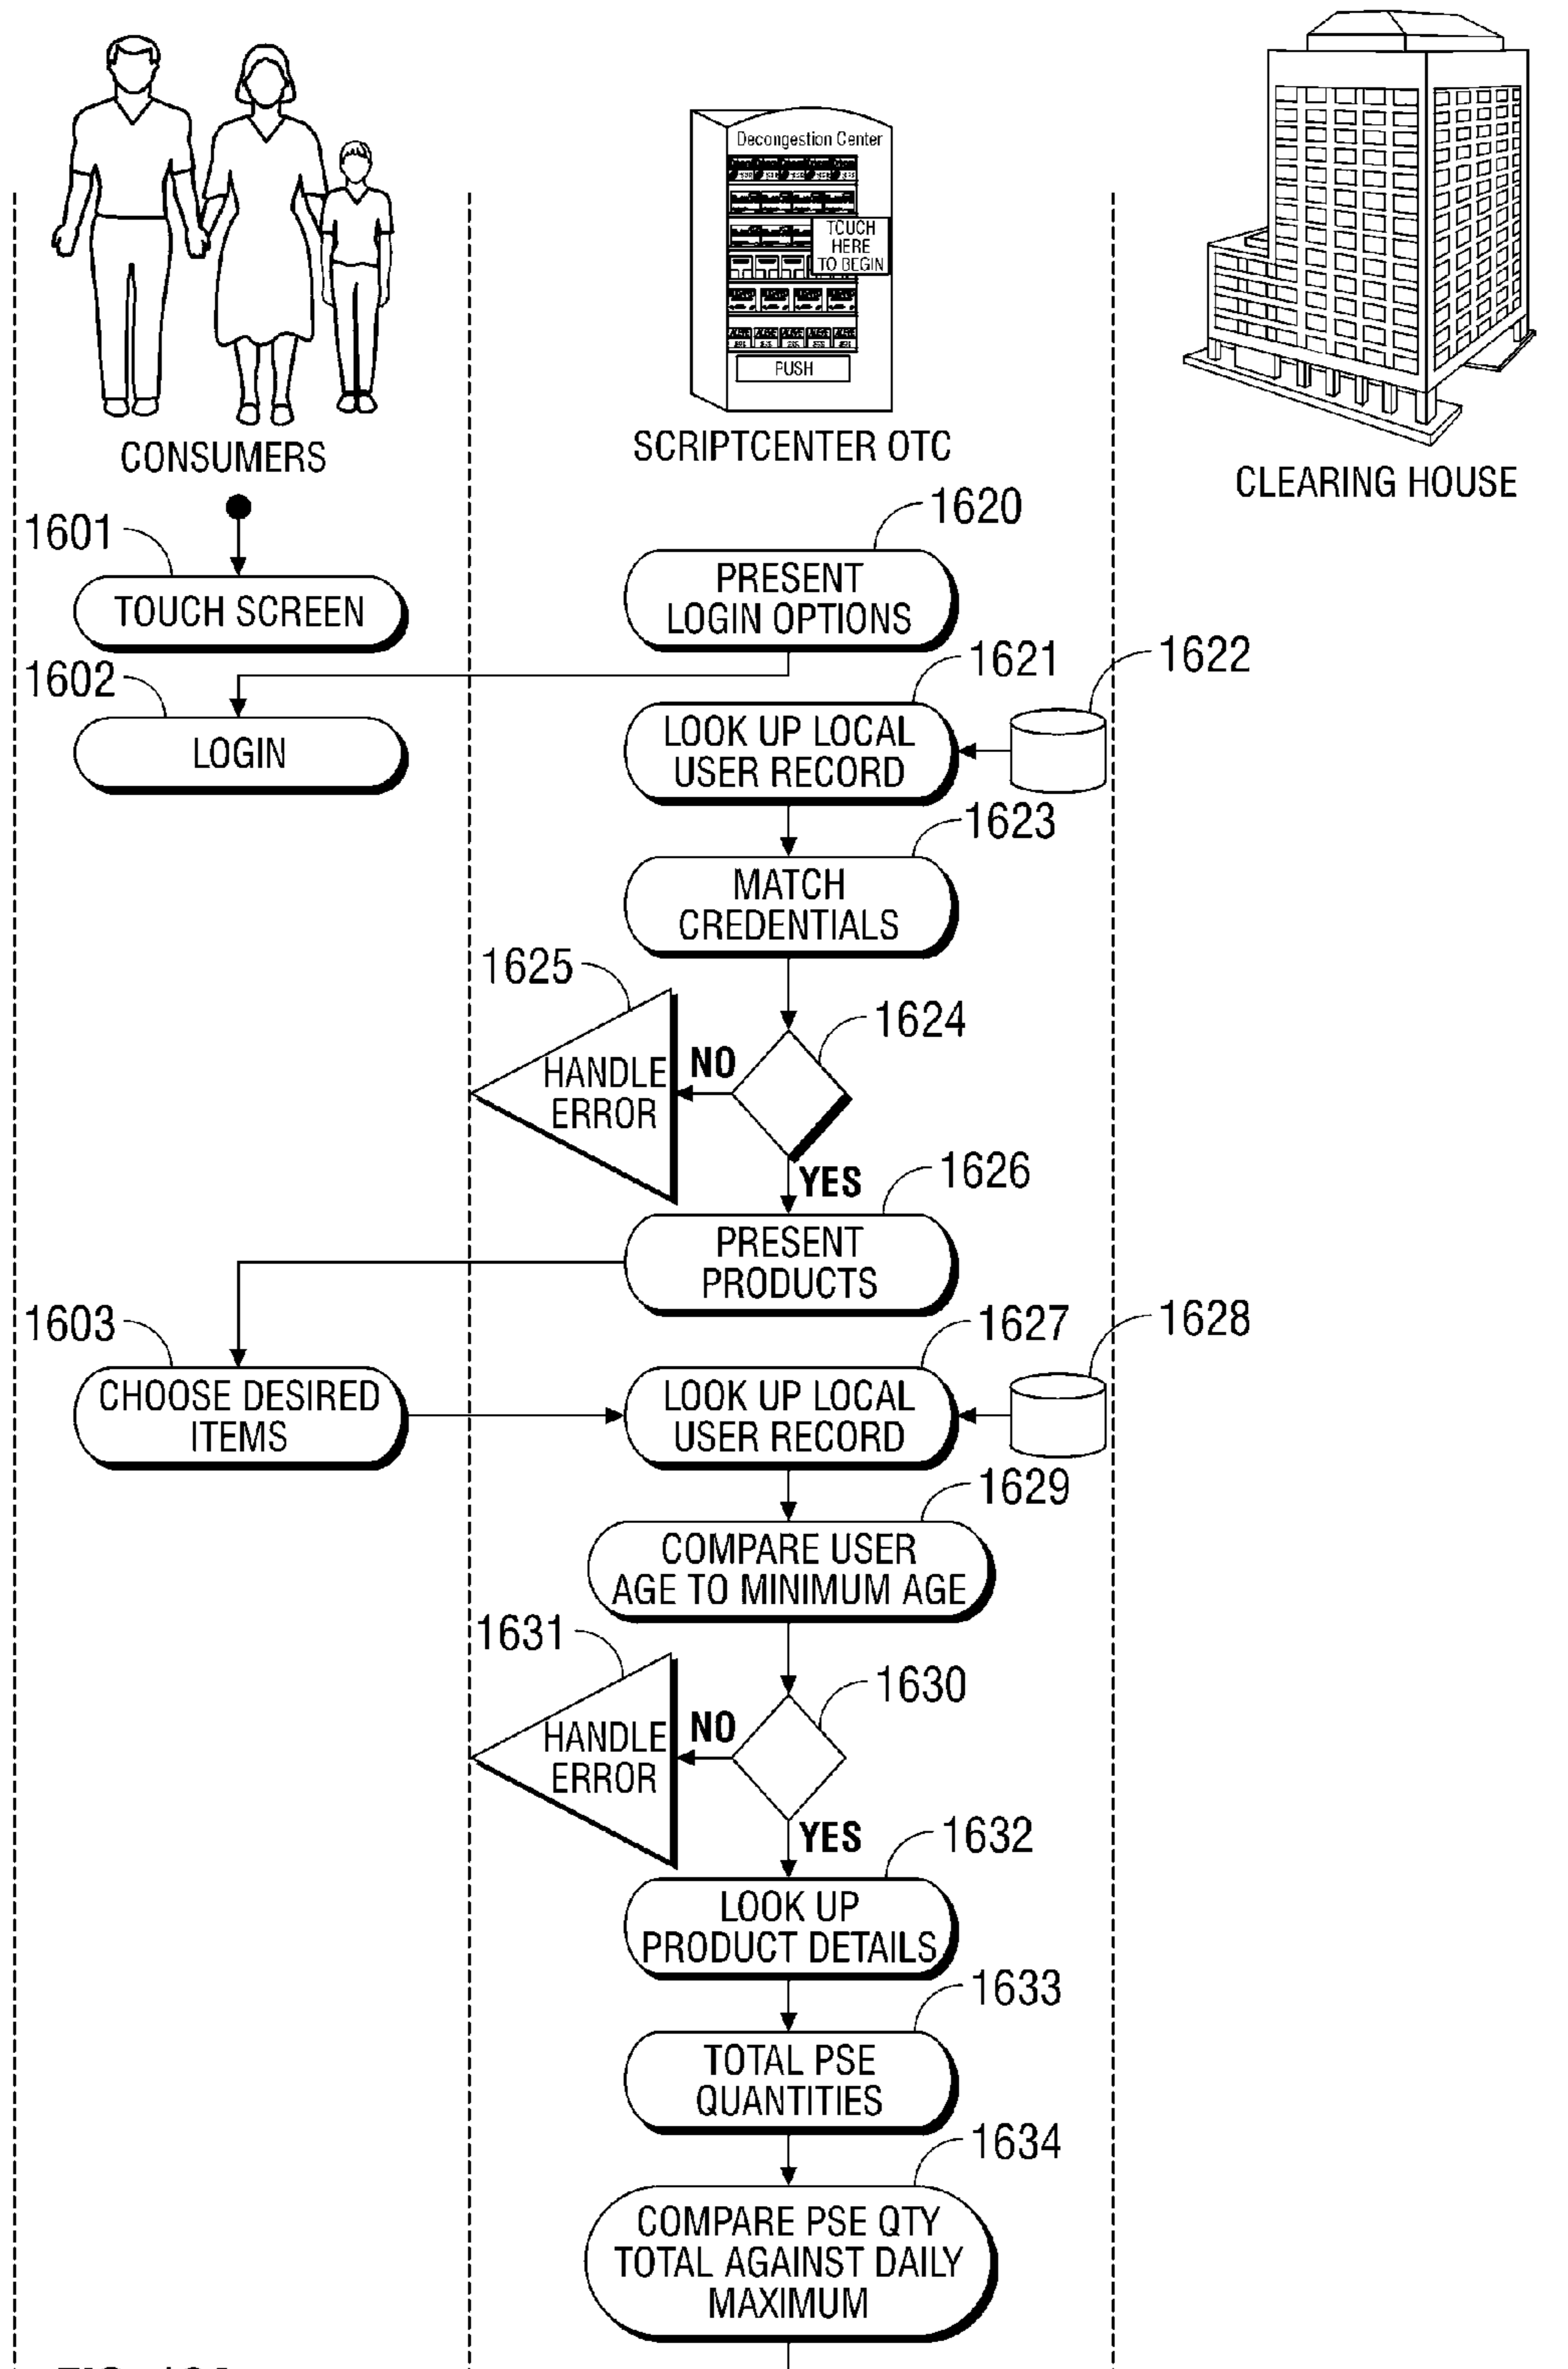 Decongestion Center
TOUCH
HERE
TO BEGIN
PUSH
CONSUMERS
SCRIPTCENTER OTC
CLEARING HOUSE
1601
TOUCH SCREEN
1620
PRESENT
LOGIN OPTIONS
1602
LOGIN
1621
LOOK UP LOCAL
USER RECORD
1622
1623
MATCH
CREDENTIALS
1625
HANDLE
ERROR
NO
1624
YES
1626
PRESENT
PRODUCTS
1603
CHOOSE DESIRED
ITEMS
1627
LOOK UP LOCAL
USER RECORD
1628
1629
COMPARE USER
AGE TO MINIMUM AGE
1631
HANDLE
ERROR
NO
1630
YES
1632
LOOK UP
PRODUCT DETAILS
1633
TOTAL PSE
QUANTITIES
1634
COMPARE PSE QTY
TOTAL AGAINST DAILY
MAXIMUM